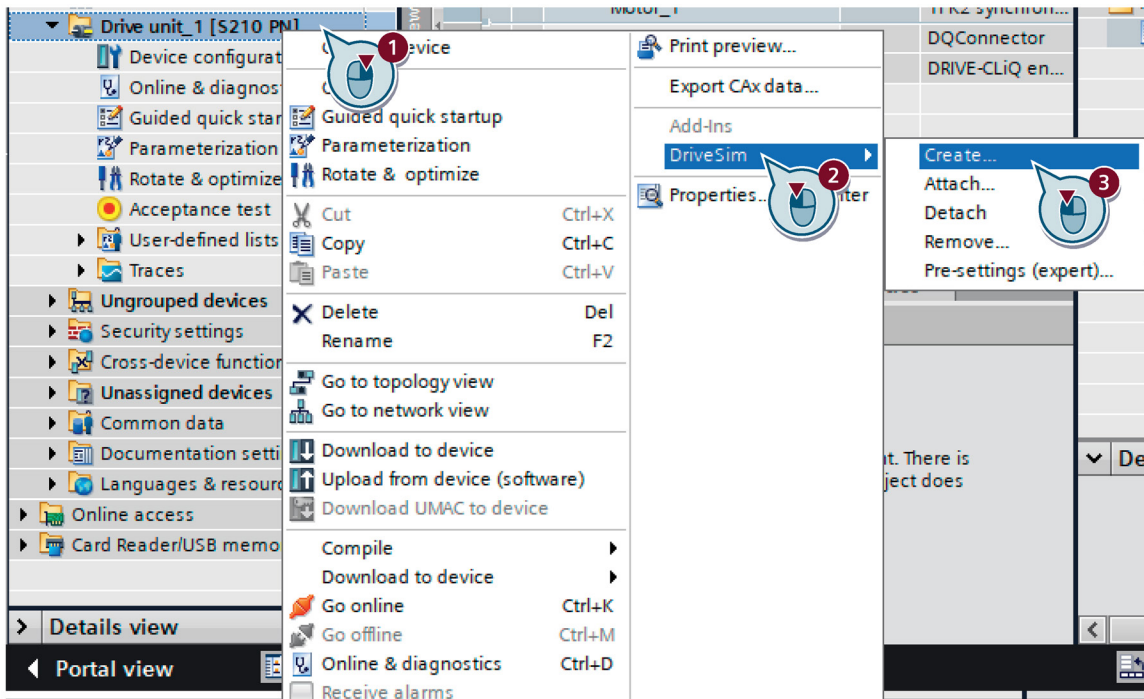 Drive unit_1 [S210 PN]
Device configurat
Online & diagnos
Guided quick star
Parameterization
Rotate & optimize
Acceptance test
User-defined lists
Traces
Ungrouped devices
Security settings
Cross-device function
Unassigned devices
Common data
Documentation setti
Languages & resourc
Online access
Card Reader/USB memo
Details view
Portal view
evice
1
Guided quick startup
Parameterization
Rotate & optimize
Cut Ctrl+X
Copy Ctrl+C
Paste Ctrl+V
Delete Del
Rename F2
Go to topology view
Go to network view
Download to device
Upload from device (software)
Download UMAC to device
Compile
Download to device
Go online Ctrl+K
Go offline Ctrl+M
Online & diagnostics Ctrl+D
Receive alarms
Motor_1
Print preview...
Export CAx data...
Add-Ins
DriveSim
2
Properties...
nter
Create...
3
Attach...
Detach
Remove...
Pre-settings (expert)...
DQConnector
DRIVE-CLiQ en...
t. There is
ject does
De